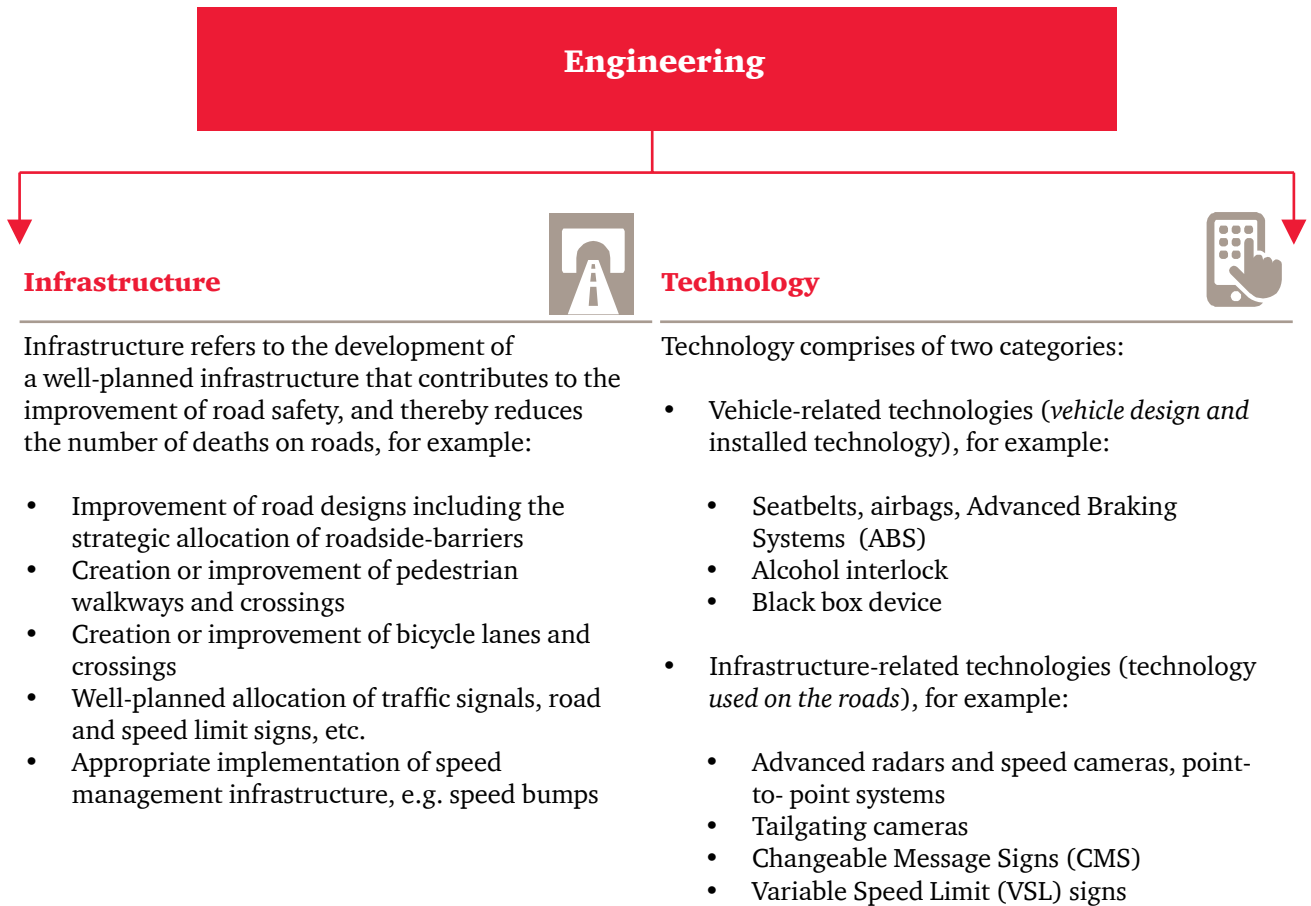 Engineering
Infrastructure
Infrastructure refers to the development of
a well-planned infrastructure that contributes to the
improvement of road safety, and thereby reduces
the number of deaths on roads, for example:
• Improvement of road designs including the
strategic allocation of roadside-barriers
• Creation or improvement of pedestrian
walkways and crossings
• Creation or improvement of bicycle lanes and
crossings
• Well-planned allocation of traffic signals, road
and speed limit signs, etc.
• Appropriate implementation of speed
management infrastructure, e.g. speed bumps
Technology
Technology comprises of two categories:
• Vehicle-related technologies (vehicle design and
installed technology), for example:
• Seatbelts, airbags, Advanced Braking
Systems (ABS)
• Alcohol interlock
• Black box device
• Infrastructure-related technologies (technology
used on the roads), for example:
• Advanced radars and speed cameras, point-
to- point systems
• Tailgating cameras
• Changeable Message Signs (CMS)
• Variable Speed Limit (VSL) signs